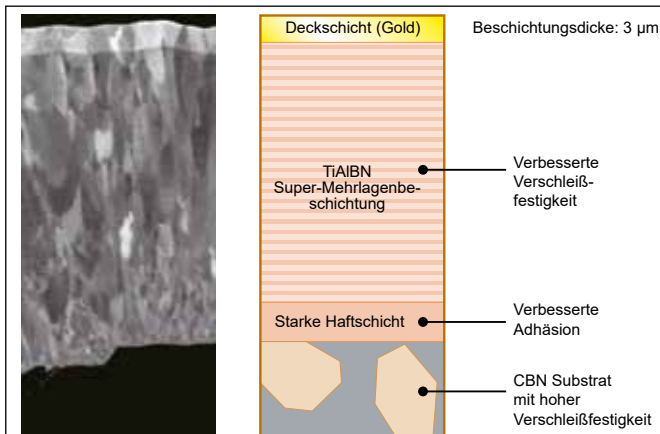 Deckschicht (Gold)
Beschichtungsdicke: 3 µm
TiAlBN
Super-Mehrlagenbe-
schichtung
Verbesserte
Verschleiß-
festigkeit
Starke Haftschicht
Verbesserte
Adhäsion
CBN Substrat
mit hoher
Verschleißfestigkeit